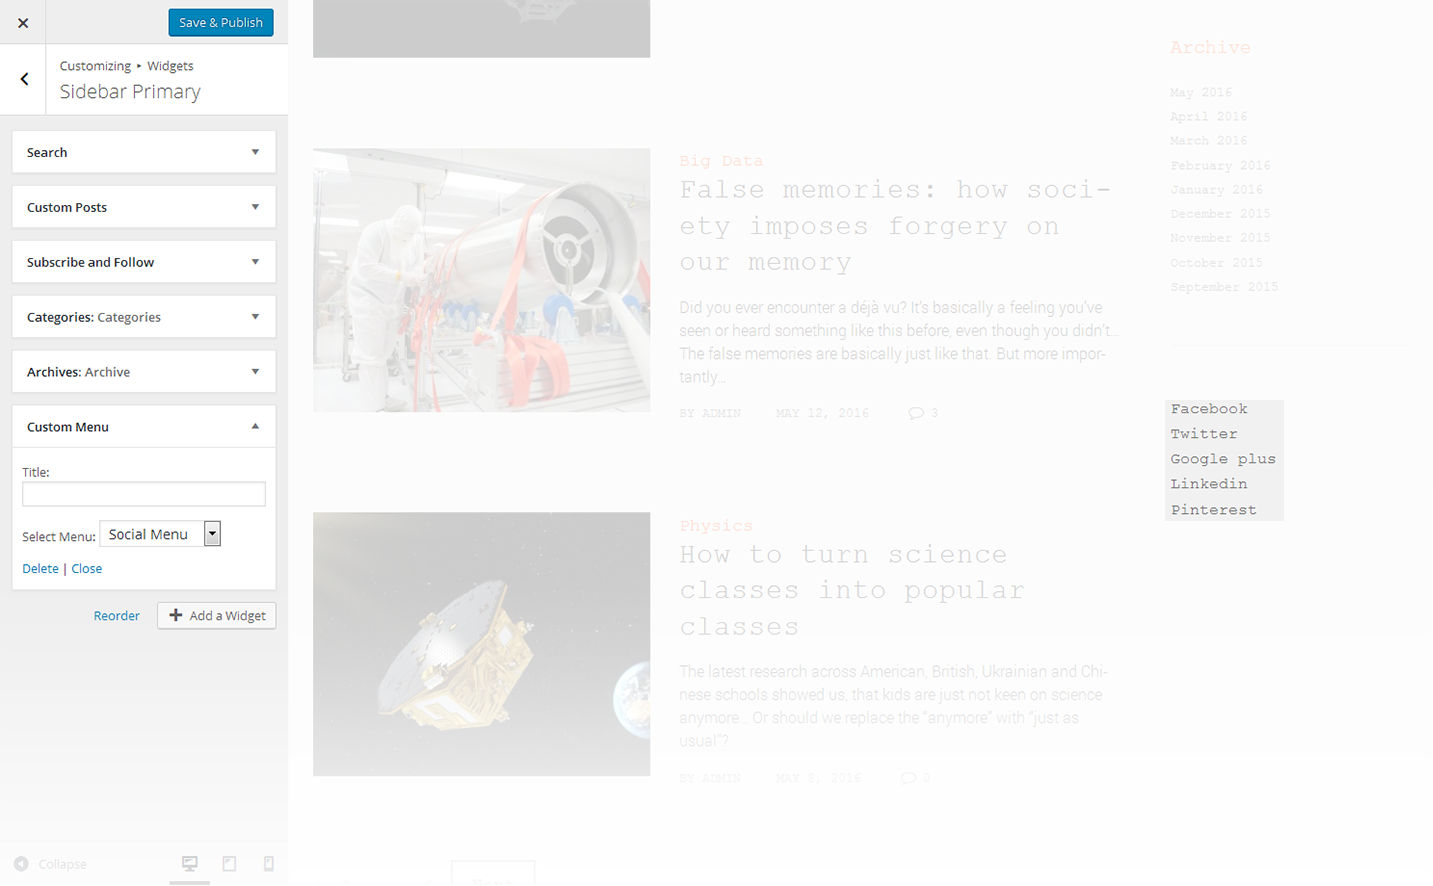 Save & Publish
Customizing ▸ Widgets
Sidebar Primary
Search
Custom Posts
Subscribe and Follow
Categories: Categories
Archives: Archive
Custom Menu
Title:
Select Menu: Social Menu
Delete | Close
Reorder
Add a Widget
Collapse
Big Data
False memories: how soci-
ety imposes forgery on
our memory
Did you ever encounter a déjà vu? It's basically a feeling you've
seen or heard something like this before, even though you didn't...
The false memories are basically just like that. But more impor-
tantly...
BY ADMIN MAY 12, 2016 3
Physics
How to turn science
classes into popular
classes
The latest research across American, British, Ukrainian and Chi-
nese schools showed us, that kids are just not keen on science
anymore... Or should we replace the "anymore" with "just as
usual"?
BY ADMIN MAY 8, 2016 0
Archive
May 2016
April 2016
March 2016
February 2016
January 2016
December 2015
November 2015
October 2015
September 2015
Facebook
Twitter
Google plus
Linkedin
Pinterest